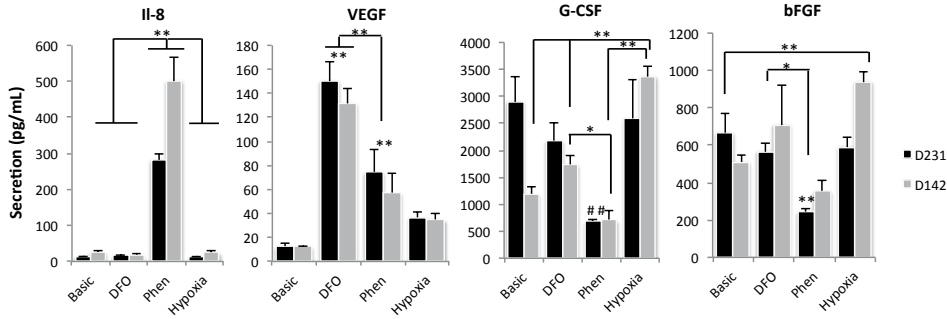 Il-8
VEGF
G-CSF
bFGF
Secretion (pg/mL)
600
500
400
300
200
100
0
**
Basic
DFO
Phen
Hypoxia
180
160
140
120
100
80
60
40
20
0
**
**
**
Basic
DFO
Phen
Hypoxia
4000
3500
3000
2500
2000
1500
1000
500
0
**
**
*
##
Basic
DFO
Phen
Hypoxia
1200
1000
800
600
400
200
0
**
*
**
Basic
DFO
Phen
Hypoxia
D231
D142